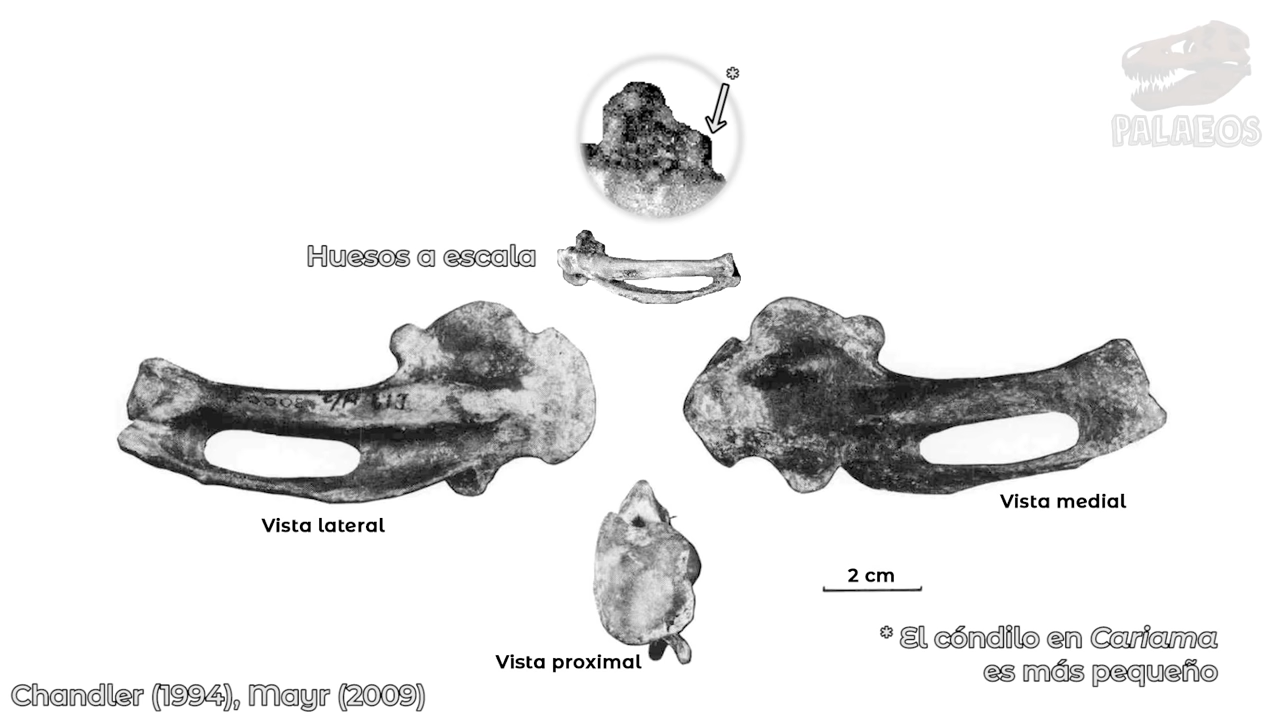 *
PALAEOS
Huesos a escala
Vista lateral
Vista medial
2 cm
Vista proximal
* El cóndilo en Cariama
es más pequeño
Chandler (1994), Mayr (2009)